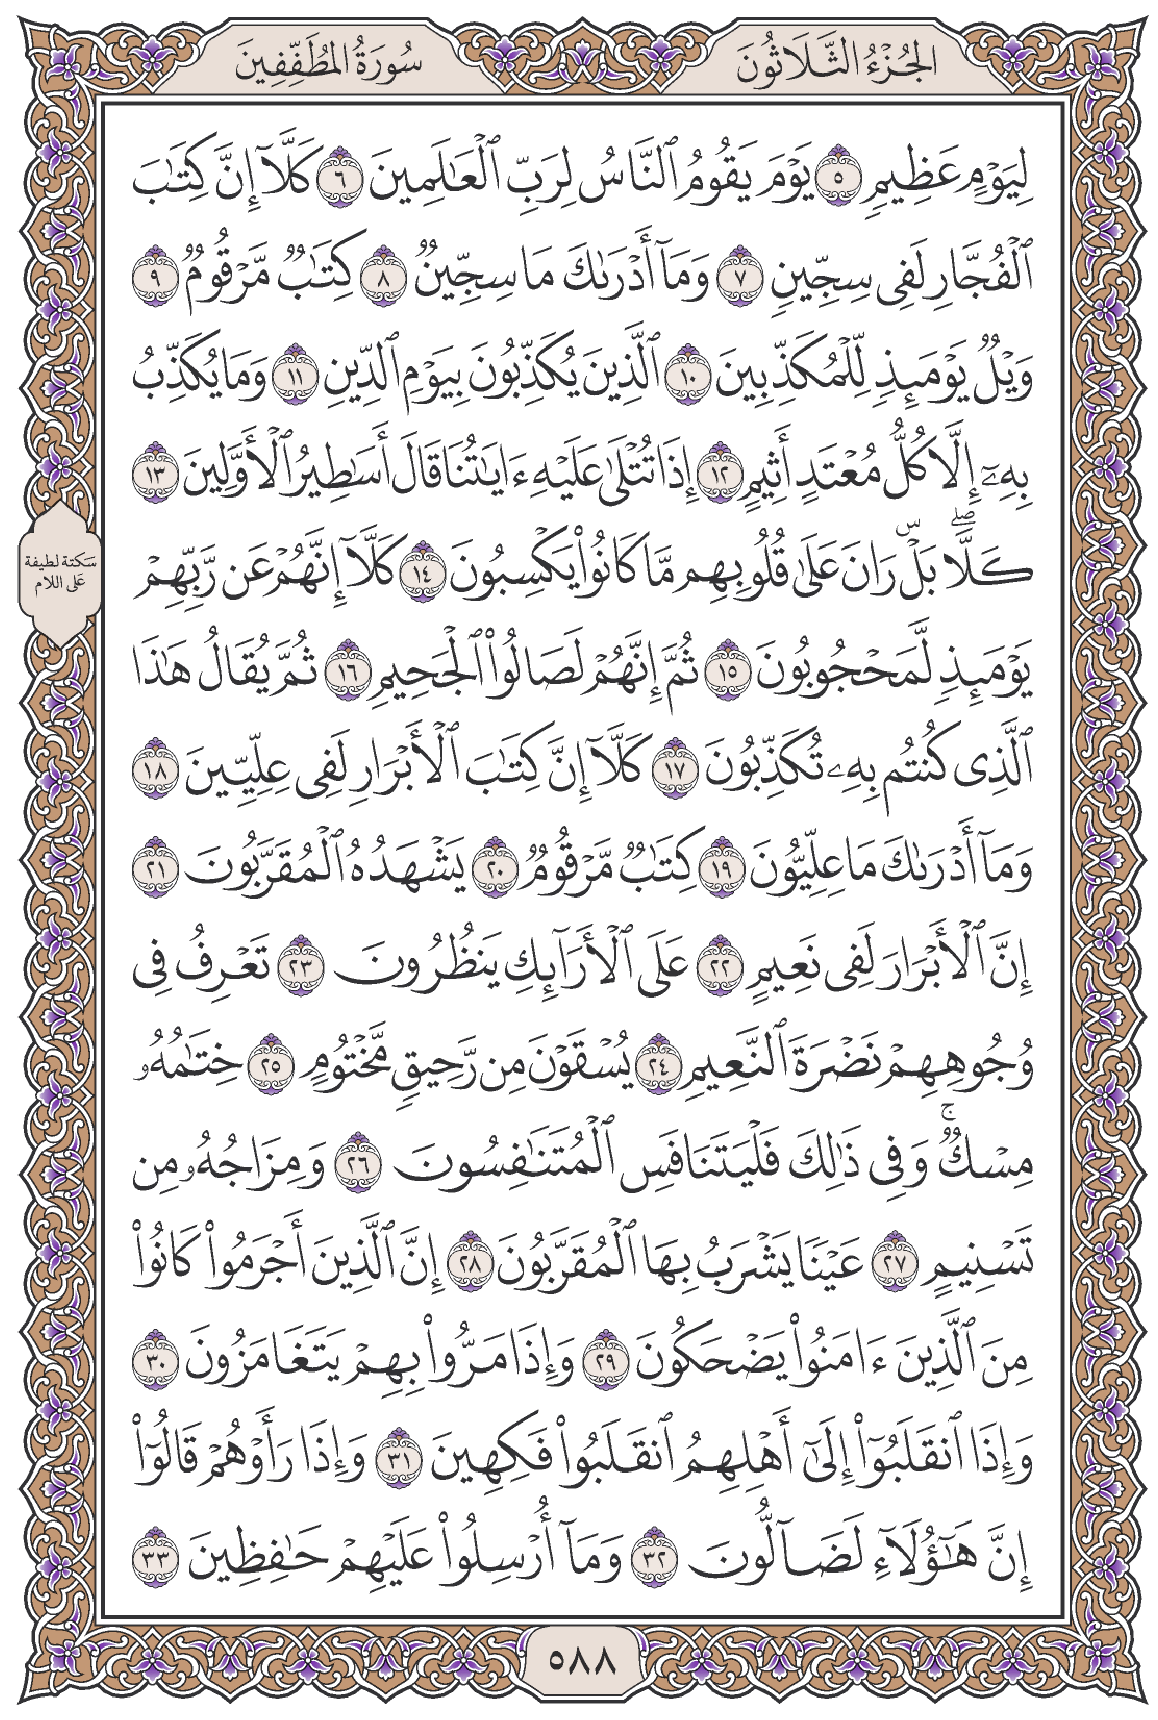 الجُزْءُ الثَّلَاثُونَ
سُورَةُ المُطَفِّفِينَ
لِيَوْمٍ عَظِيمٖ ٥ يَوْمَ يَقُومُ ٱلنَّاسُ لِرَبِّ ٱلْعَٰلَمِينَ ٦ كَلَّآ إِنَّ كِتَٰبَ
ٱلْفُجَّارِ لَفِى سِجِّينٖ ٧ وَمَآ أَدْرَىٰكَ مَا سِجِّينٞ ٨ كِتَٰبٞ مَّرْقُومٞ ٩
وَيْلٞ يَوْمَئِذٖ لِّلْمُكَذِّبِينَ ١٠ ٱلَّذِينَ يُكَذِّبُونَ بِيَوْمِ ٱلدِّينِ ١١ وَمَا يُكَذِّبُ
بِهِۦٓ إِلَّا كُلُّ مُعْتَدٍ أَثِيمٍ ١٢ إِذَا تُتْلَىٰ عَلَيْهِ ءَايَٰتُنَا قَالَ أَسَٰطِيرُ ٱلْأَوَّلِينَ ١٣
كَلَّاۖ بَلْۜ رَانَ عَلَىٰ قُلُوبِهِم مَّا كَانُوا۟ يَكْسِبُونَ ١٤ كَلَّآ إِنَّهُمْ عَن رَّبِّهِمْ
سَكتة لطيفة
عَلى اللام
يَوْمَئِذٖ لَّمَحْجُوبُونَ ١٥ ثُمَّ إِنَّهُمْ لَصَالُوا۟ ٱلْجَحِيمِ ١٦ ثُمَّ يُقَالُ هَٰذَا
ٱلَّذِى كُنتُم بِهِۦ تُكَذِّبُونَ ١٧ كَلَّآ إِنَّ كِتَٰبَ ٱلْأَبْرَارِ لَفِى عِلِّيِّينَ ١٨
وَمَآ أَدْرَىٰكَ مَا عِلِّيُّونَ ١٩ كِتَٰبٞ مَّرْقُومٞ ٢٠ يَشْهَدُهُ ٱلْمُقَرَّبُونَ ٢١
إِنَّ ٱلْأَبْرَارَ لَفِى نَعِيمٍ ٢٢ عَلَى ٱلْأَرَآئِكِ يَنظُرُونَ ٢٣ تَعْرِفُ فِى
وُجُوهِهِمْ نَضْرَةَ ٱلنَّعِيمِ ٢٤ يُسْقَوْنَ مِن رَّحِيقٖ مَّخْتُومٍ ٢٥ خِتَٰمُهُۥ
مِسْكٞۚ وَفِى ذَٰلِكَ فَلْيَتَنَافَسِ ٱلْمُتَنَٰفِسُونَ ٢٦ وَمِزَاجُهُۥ مِن
تَسْنِيمٍ ٢٧ عَيْنٗا يَشْرَبُ بِهَا ٱلْمُقَرَّبُونَ ٢٨ إِنَّ ٱلَّذِينَ أَجْرَمُوا۟ كَانُوا۟
مِنَ ٱلَّذِينَ ءَامَنُوا۟ يَضْحَكُونَ ٢٩ وَإِذَا مَرُّوا۟ بِهِمْ يَتَغَامَزُونَ ٣٠
وَإِذَا ٱنقَلَبُوٓا۟ إِلَىٰٓ أَهْلِهِمُ ٱنقَلَبُوا۟ فَكِهِينَ ٣١ وَإِذَا رَأَوْهُمْ قَالُوٓا۟
إِنَّ هَٰٓؤُلَآءِ لَضَآلُّونَ ٣٢ وَمَآ أُرْسِلُوا۟ عَلَيْهِمْ حَٰفِظِينَ ٣٣
٥٨٨